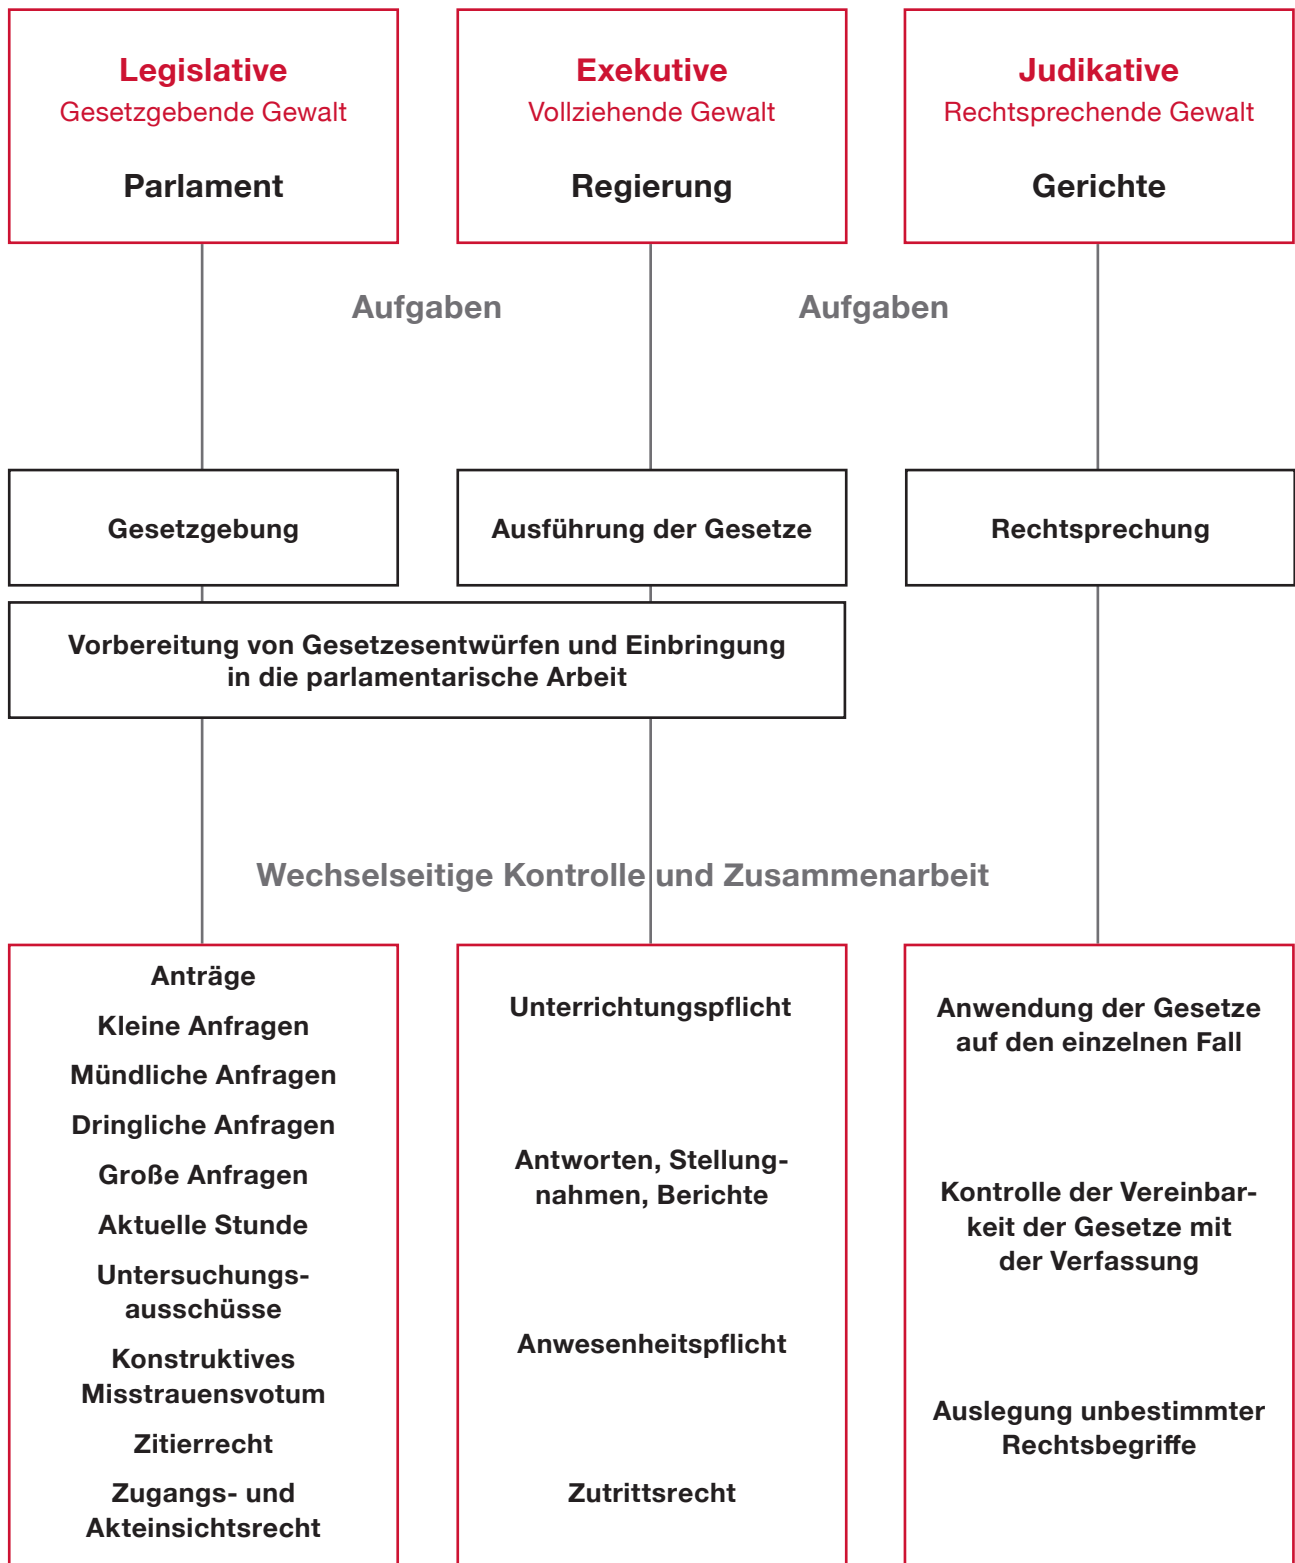 Legislative
Gesetzgebende Gewalt
Parlament
Exekutive
Vollziehende Gewalt
Regierung
Judikative
Rechtsprechende Gewalt
Gerichte
Aufgaben
Aufgaben
Gesetzgebung
Ausführung der Gesetze
Rechtsprechung
Vorbereitung von Gesetzesentwürfen und Einbringung
in die parlamentarische Arbeit
Wechselseitige Kontrolle und Zusammenarbeit
Anträge
Kleine Anfragen
Mündliche Anfragen
Dringliche Anfragen
Große Anfragen
Aktuelle Stunde
Untersuchungs-
ausschüsse
Konstruktives
Misstrauensvotum
Zitierrecht
Zugangs- und
Akteinsichtsrecht
Unterrichtungspflicht
Antworten, Stellung-
nahmen, Berichte
Anwesenheitspflicht
Zutrittsrecht
Anwendung der Gesetze
auf den einzelnen Fall
Kontrolle der Vereinbar-
keit der Gesetze mit
der Verfassung
Auslegung unbestimmter
Rechtsbegriffe